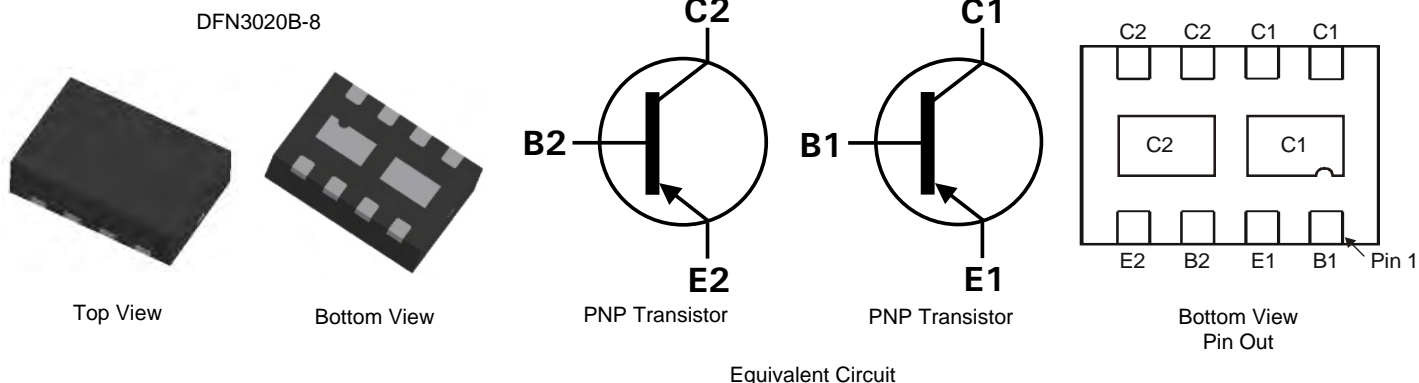 DFN3020B-8
C2
C1
C2 C2 C1 C1
B2
B1
C2 C1
E2
E1
E2 B2 E1 B1 Pin 1
Top View
Bottom View
PNP Transistor
PNP Transistor
Bottom View
Pin Out
Equivalent Circuit